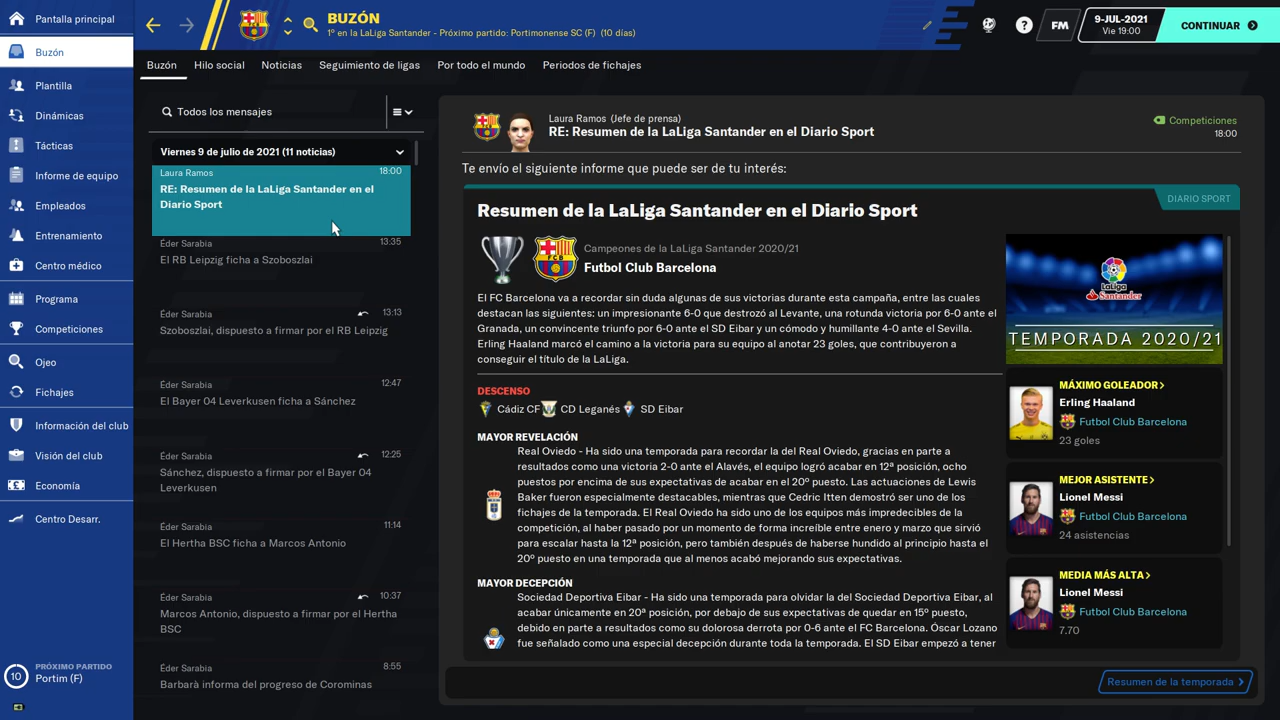 Pantalla principal
Buzón
Plantilla
Dinámicas
Tácticas
Informe de equipo
Empleados
Entrenamiento
Centro médico
Programa
Competiciones
Ojeo
Fichajes
Información del club
Visión del club
Economía
Centro Desarr.
10
PRÓXIMO PARTIDO
Portim (F)
BUZÓN
1º en la LaLiga Santander - Próximo partido: Portimonense SC (F) (10 días)
FM
9-JUL-2021
Vie 19:00
CONTINUAR
Buzón Hilo social Noticias Seguimiento de ligas Por todo el mundo Periodos de fichajes
Todos los mensajes
Viernes 9 de julio de 2021 (11 noticias)
Laura Ramos 18:00
RE: Resumen de la LaLiga Santander en el
Diario Sport
Éder Sarabia 13:35
El RB Leipzig ficha a Szoboszlai
13:13
Szoboszlai, dispuesto a firmar por el RB Leipzig
Éder Sarabia 12:47
El Bayer 04 Leverkusen ficha a Sánchez
Éder Sarabia 12:25
Sánchez, dispuesto a firmar por el Bayer 04
Leverkusen
Éder Sarabia 11:14
El Hertha BSC ficha a Marcos Antonio
Éder Sarabia 10:37
Marcos Antonio, dispuesto a firmar por el Hertha
BSC
Éder Sarabia 8:55
Barbarà informa del progreso de Corominas
Laura Ramos (Jefe de prensa)
RE: Resumen de la LaLiga Santander en el Diario Sport
Competiciones
18:00
Te envío el siguiente informe que puede ser de tu interés:
DIARIO SPORT
Resumen de la LaLiga Santander en el Diario Sport
Campeones de la LaLiga Santander 2020/21
Futbol Club Barcelona
El FC Barcelona va a recordar sin duda algunas de sus victorias durante esta campaña, entre las cuales
destacan las siguientes: un impresionante 6-0 que destrozó al Levante, una rotunda victoria por 6-0 ante el
Granada, un convincente triunfo por 6-0 ante el SD Eibar y un cómodo y humillante 4-0 ante el Sevilla.
Erling Haaland marcó el camino a la victoria para su equipo al anotar 23 goles, que contribuyeron a
conseguir el título de la LaLiga.
DESCENSO
Cádiz CF CD Leganés SD Eibar
MAYOR REVELACIÓN
Real Oviedo - Ha sido una temporada para recordar la del Real Oviedo, gracias en parte a
resultados como una victoria 2-0 ante el Alavés, el equipo logró acabar en 12ª posición, ocho
puestos por encima de sus expectativas de acabar en el 20º puesto. Las actuaciones de Lewis
Baker fueron especialmente destacables, mientras que Cedric Itten demostró ser uno de los
fichajes de la temporada. El Real Oviedo ha sido uno de los equipos más impredecibles de la
competición, al haber pasado por un momento de forma increíble entre enero y marzo que sirvió
para escalar hasta la 12ª posición, pero también después de haberse hundido al principio hasta el
20º puesto en una temporada que al menos acabó mejorando sus expectativas.
MAYOR DECEPCIÓN
Sociedad Deportiva Eibar - Ha sido una temporada para olvidar la del Sociedad Deportiva Eibar, al
acabar únicamente en 20ª posición, por debajo de sus expectativas de quedar en 15º puesto,
debido en parte a resultados como su dolorosa derrota por 0-6 ante el FC Barcelona. Óscar Lozano
fue señalado como una especial decepción durante toda la temporada. El SD Eibar empezó a tener
LaLiga
Santander
TEMPORADA 2020/21
MÁXIMO GOLEADOR>
Erling Haaland
Futbol Club Barcelona
23 goles
MEJOR ASISTENTE>
Lionel Messi
Futbol Club Barcelona
24 asistencias
MEDIA MÁS ALTA>
Lionel Messi
Futbol Club Barcelona
7.70
Resumen de la temporada